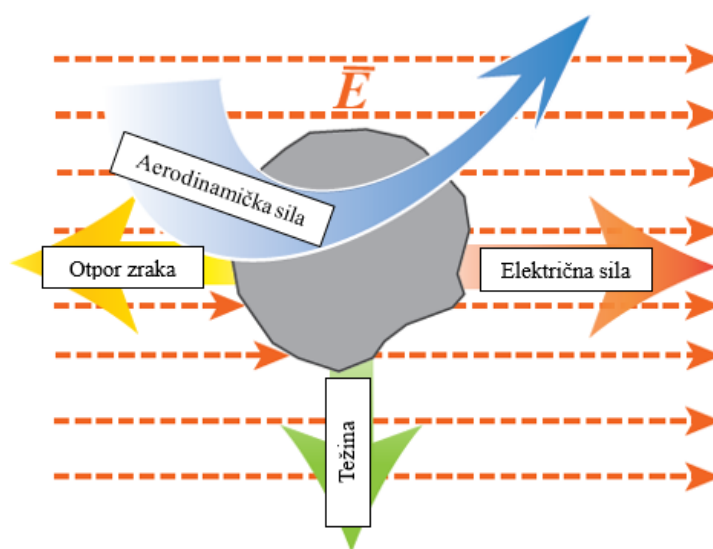 E
Aerodinamička sila
Otpor zraka
Električna sila
Težina